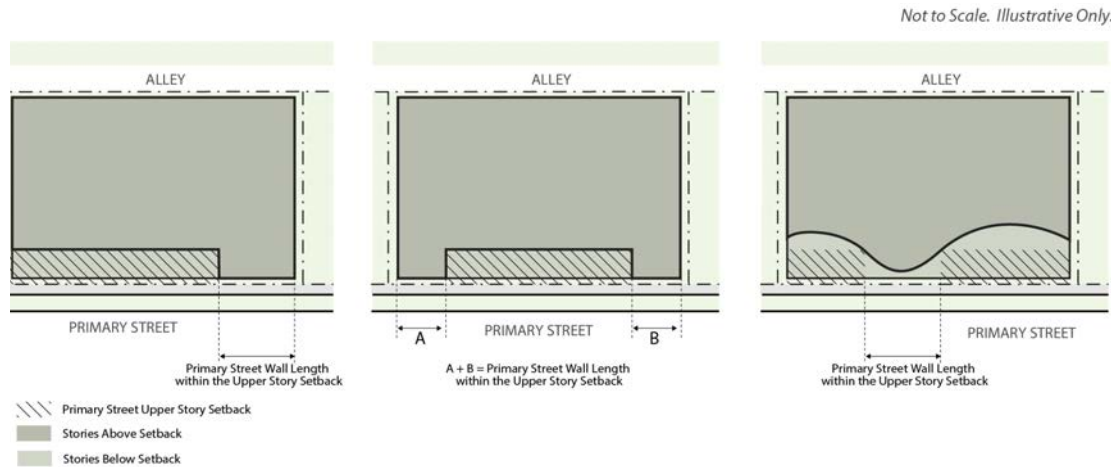 Not to Scale. Illustrative Only.
ALLEY
PRIMARY STREET
Primary Street Wall Length
within the Upper Story Setback
ALLEY
A
PRIMARY STREET
B
A + B = Primary Street Wall Length
within the Upper Story Setback
ALLEY
PRIMARY STREET
Primary Street Wall Length
within the Upper Story Setback
Primary Street Upper Story Setback
Stories Above Setback
Stories Below Setback